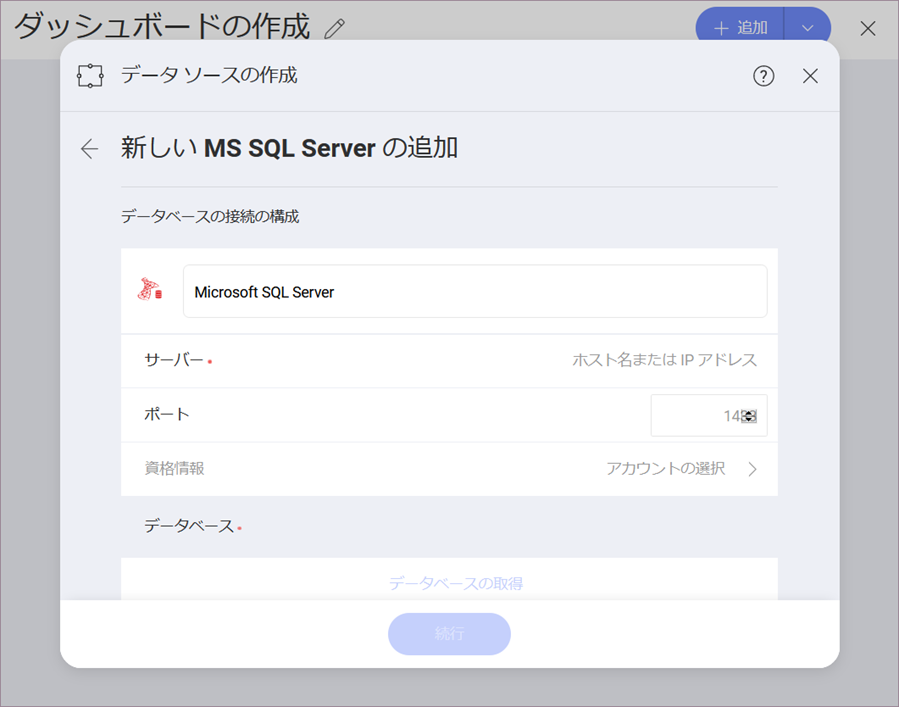 ダッシュボードの作成
追加
データ ソースの作成
新しい MS SQL Server の追加
データベースの接続の構成
Microsoft SQL Server
サーバー
ホスト名または IP アドレス
ポート
資格情報
アカウントの選択
データベース
データベースの取得
続行